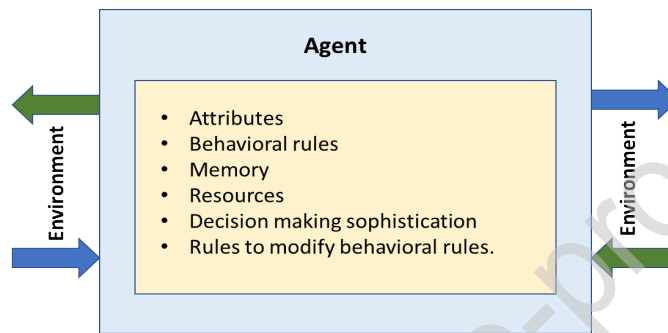 Agent
Environment
• Attributes
• Behavioral rules
• Memory
• Resources
• Decision making sophistication
• Rules to modify behavioral rules.
Environment